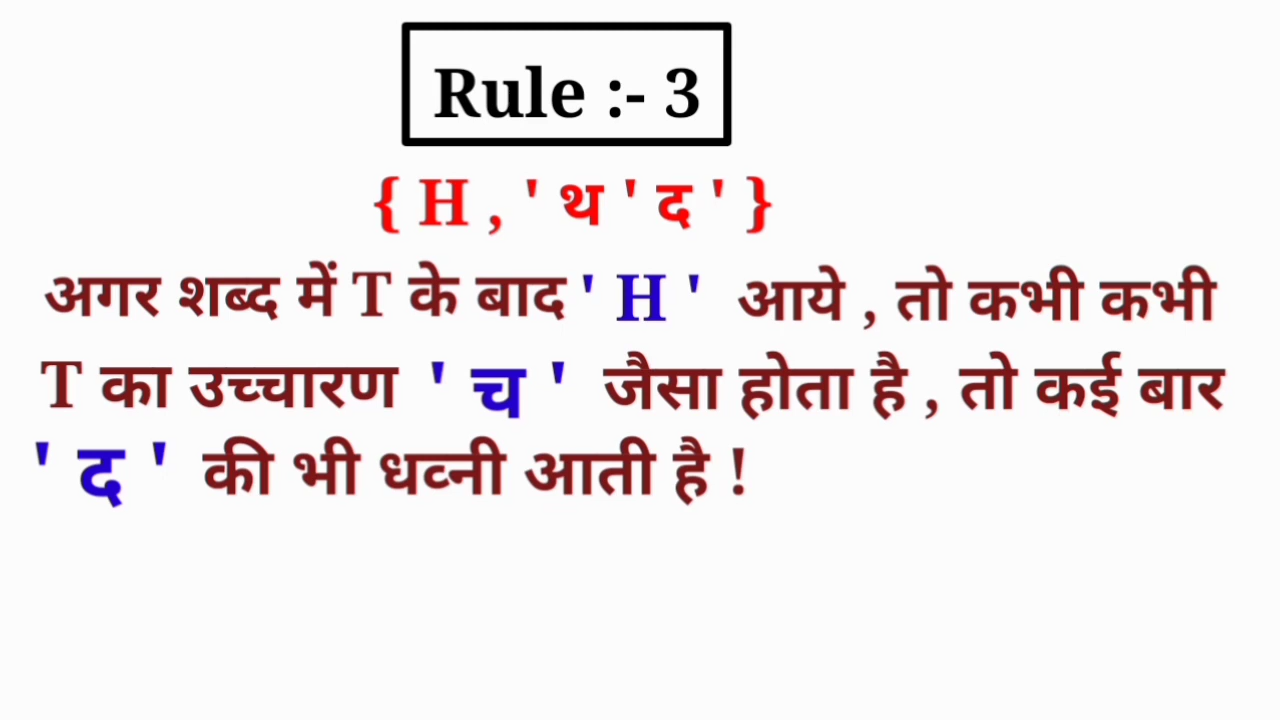 Rule :- 3
{ H , ' थ ' द ' }
अगर शब्द में T के बाद ' H ' आये , तो कभी कभी
T का उच्चारण ' च ' जैसा होता है , तो कई बार
' द ' की भी धव्नी आती है !